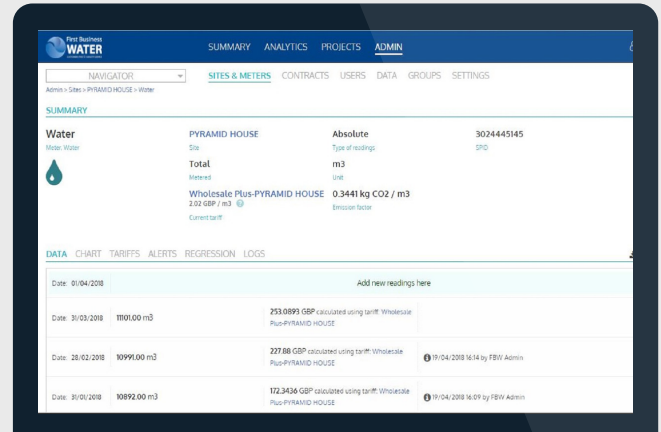 First Business
WATER
SUMMARY ANALYTICS PROJECTS ADMIN
NAVIGATOR
SITES & METERS CONTRACTS USERS DATA GROUPS SETTINGS
Admin > Sites > PYRAMID HOUSE > Water
SUMMARY
Water PYRAMID HOUSE Absolute 3024445145
Meter: Water Site Type of readings SPID
Total m3
Metered Unit
Wholesale Plus-PYRAMID HOUSE 0.3441 kg CO2 / m3
2.02 GBP / m3 Emission factor
Current tariff
DATA CHART TARIFFS ALERTS REGRESSION LOGS
Date: 01/04/2018 Add new readings here
Date: 31/03/2018 11101.00 m3 253.0893 GBP calculated using tariff: Wholesale
Plus-PYRAMID HOUSE
Date: 28/02/2018 10991.00 m3 227.88 GBP calculated using tariff: Wholesale
Plus-PYRAMID HOUSE 19/04/2018 16:14 by FBW Admin
Date: 31/01/2018 10892.00 m3 172.3436 GBP calculated using tariff: Wholesale
Plus-PYRAMID HOUSE 19/04/2018 16:09 by FBW Admin